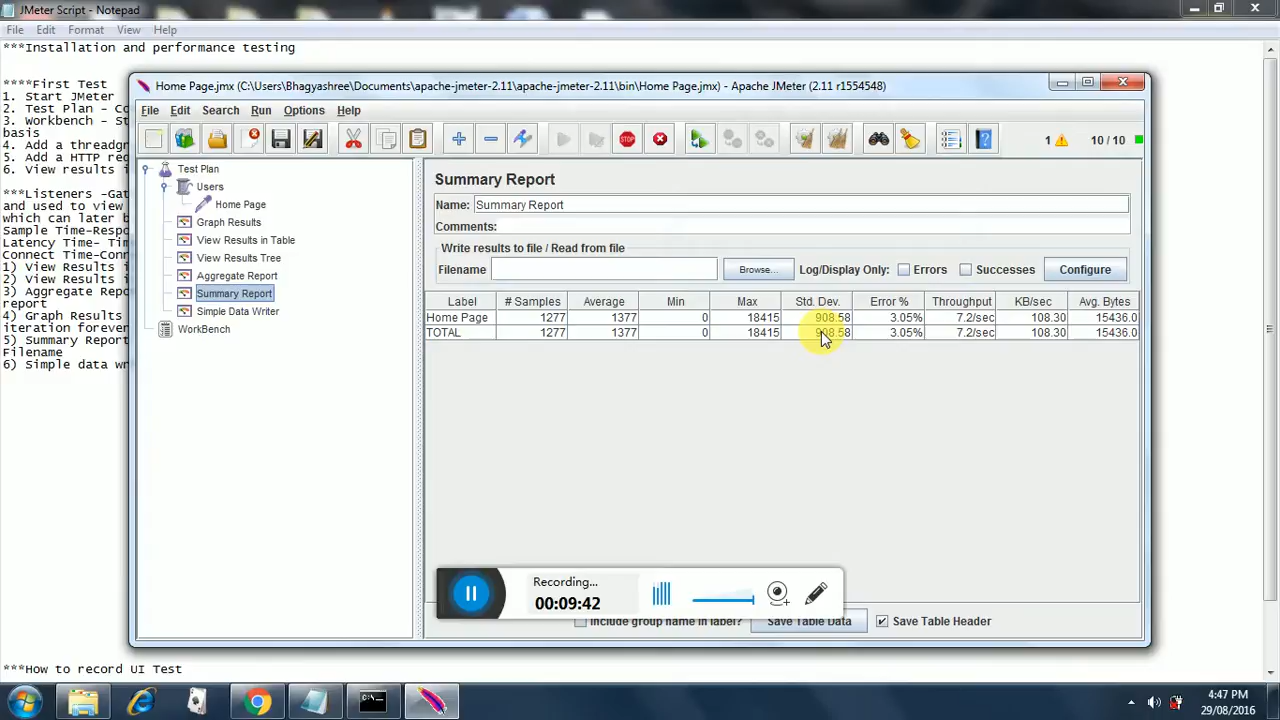 JMeter Script - Notepad
File Edit Format View Help
***Installation and performance testing
****First Test
1. Start JMeter
2. Test Plan - Co
3. Workbench - St
basis
4. Add a threadgr
5. Add a HTTP req
6. View results i
***Listeners -Gat
and used to view
which can later b
Sample Time-Respo
Latency Time- Tim
Connect Time-Conn
1) View Results i
2) View Results i
3) Aggregate Repo
report
4) Graph Results
iteration forever
5) Summary Report
Filename
6) Simple data wr
***How to record UI Test
Home Page.jmx (C:\Users\Bhagyashree\Documents\apache-jmeter-2.11\apache-jmeter-2.11\bin\Home Page.jmx) - Apache JMeter (2.11 r1554548)
File Edit Search Run Options Help
STOP
1 10 / 10
Test Plan
Users
Home Page
Graph Results
View Results in Table
View Results Tree
Aggregate Report
Summary Report
Simple Data Writer
WorkBench
Summary Report
Name: Summary Report
Comments:
Write results to file / Read from file
Filename Browse... Log/Display Only: Errors Successes Configure
Label # Samples Average Min Max Std. Dev. Error % Throughput KB/sec Avg. Bytes
Home Page 1277 1377 0 18415 908.58 3.05% 7.2/sec 108.30 15436.0
TOTAL 1277 1377 0 18415 908.58 3.05% 7.2/sec 108.30 15436.0
Recording...
00:09:42
Include group name in label? Save Table Data Save Table Header
4:47 PM
29/08/2016